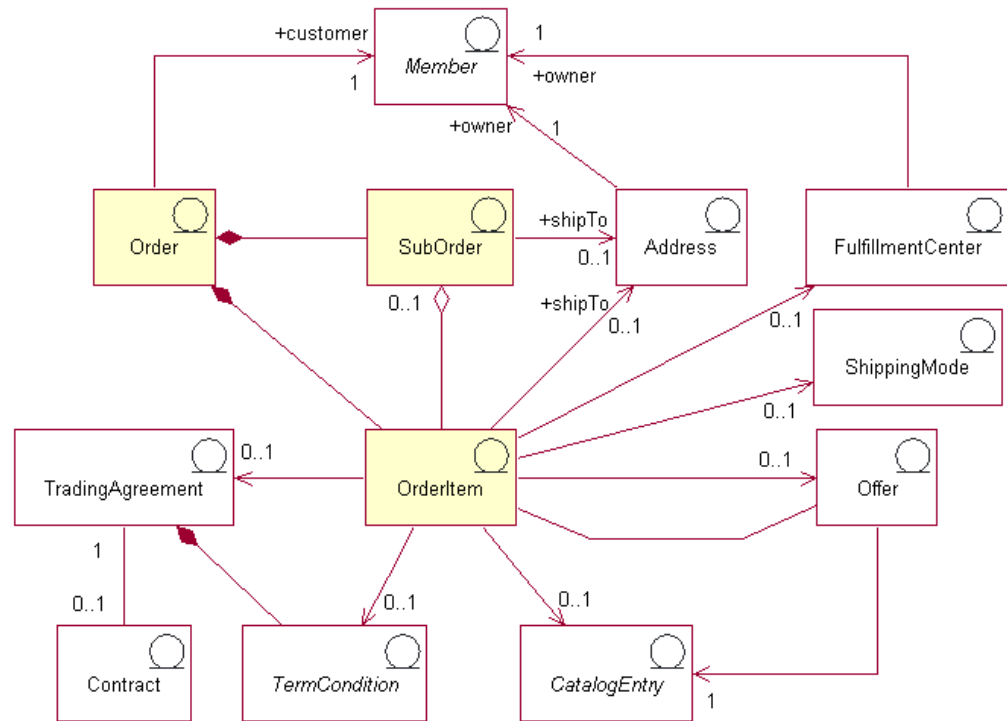 +customer
1
Member
1
+owner
+owner
1
Order
SubOrder
+shipTo
0..1
Address
FulfillmentCenter
0..1
+shipTo
0..1
0..1
ShippingMode
0..1
TradingAgreement
0..1
OrderItem
0..1
Offer
1
0..1
0..1
0..1
Contract
TermCondition
CatalogEntry
1